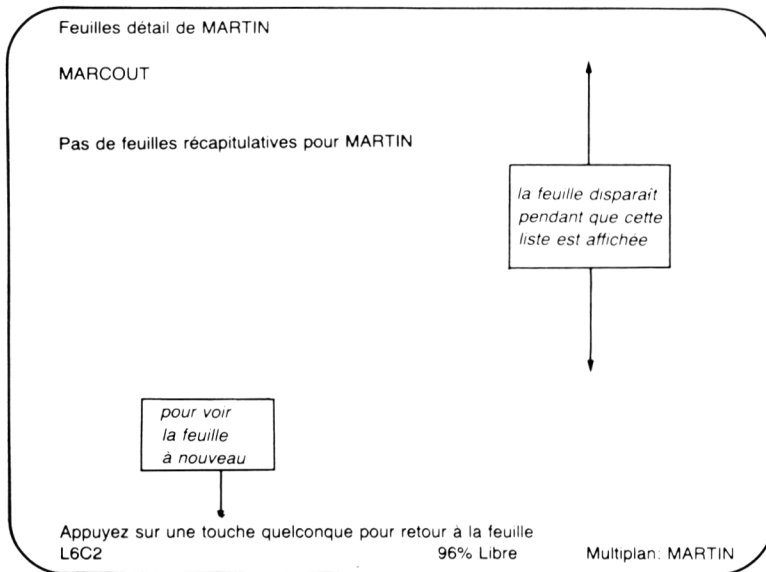 Feuilles détail de MARTIN
MARCOUT
Pas de feuilles récapitulatives pour MARTIN
la feuille disparaît
pendant que cette
liste est affichée
pour voir
la feuille
à nouveau
Appuyez sur une touche quelconque pour retour à la feuille
L6C2 96% Libre Multiplan: MARTIN